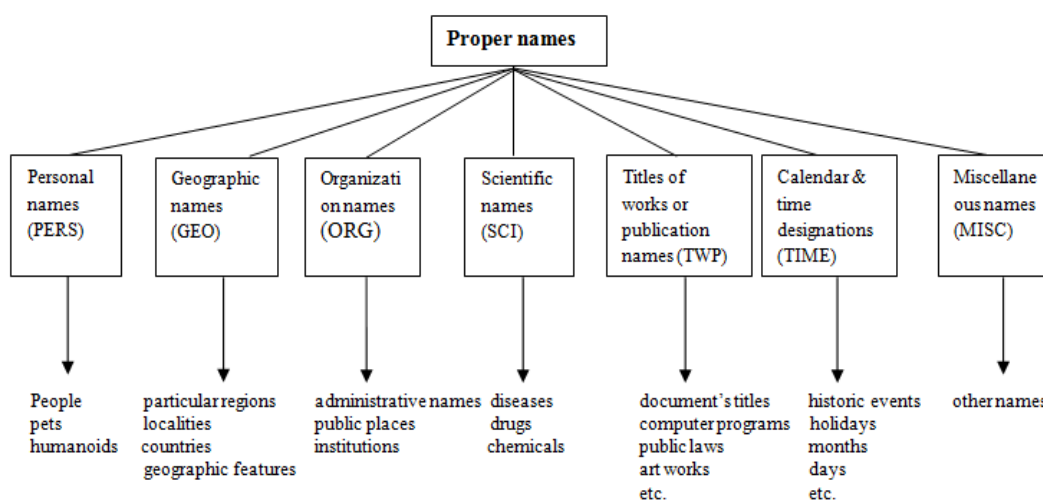 Proper names
Personal
names
(PERS)
Geographic
names
(GEO)
Organizati
on names
(ORG)
Scientific
names
(SCI)
Titles of
works or
publication
names (TWP)
Calendar &
time
designations
(TIME)
Miscellane
ous names
(MISC)
People
pets
humanoids
particular regions
localities
countries
geographic features
administrative names
public places
institutions
diseases
drugs
chemicals
document's titles
computer programs
public laws
art works
etc.
historic events
holidays
months
days
etc.
other names